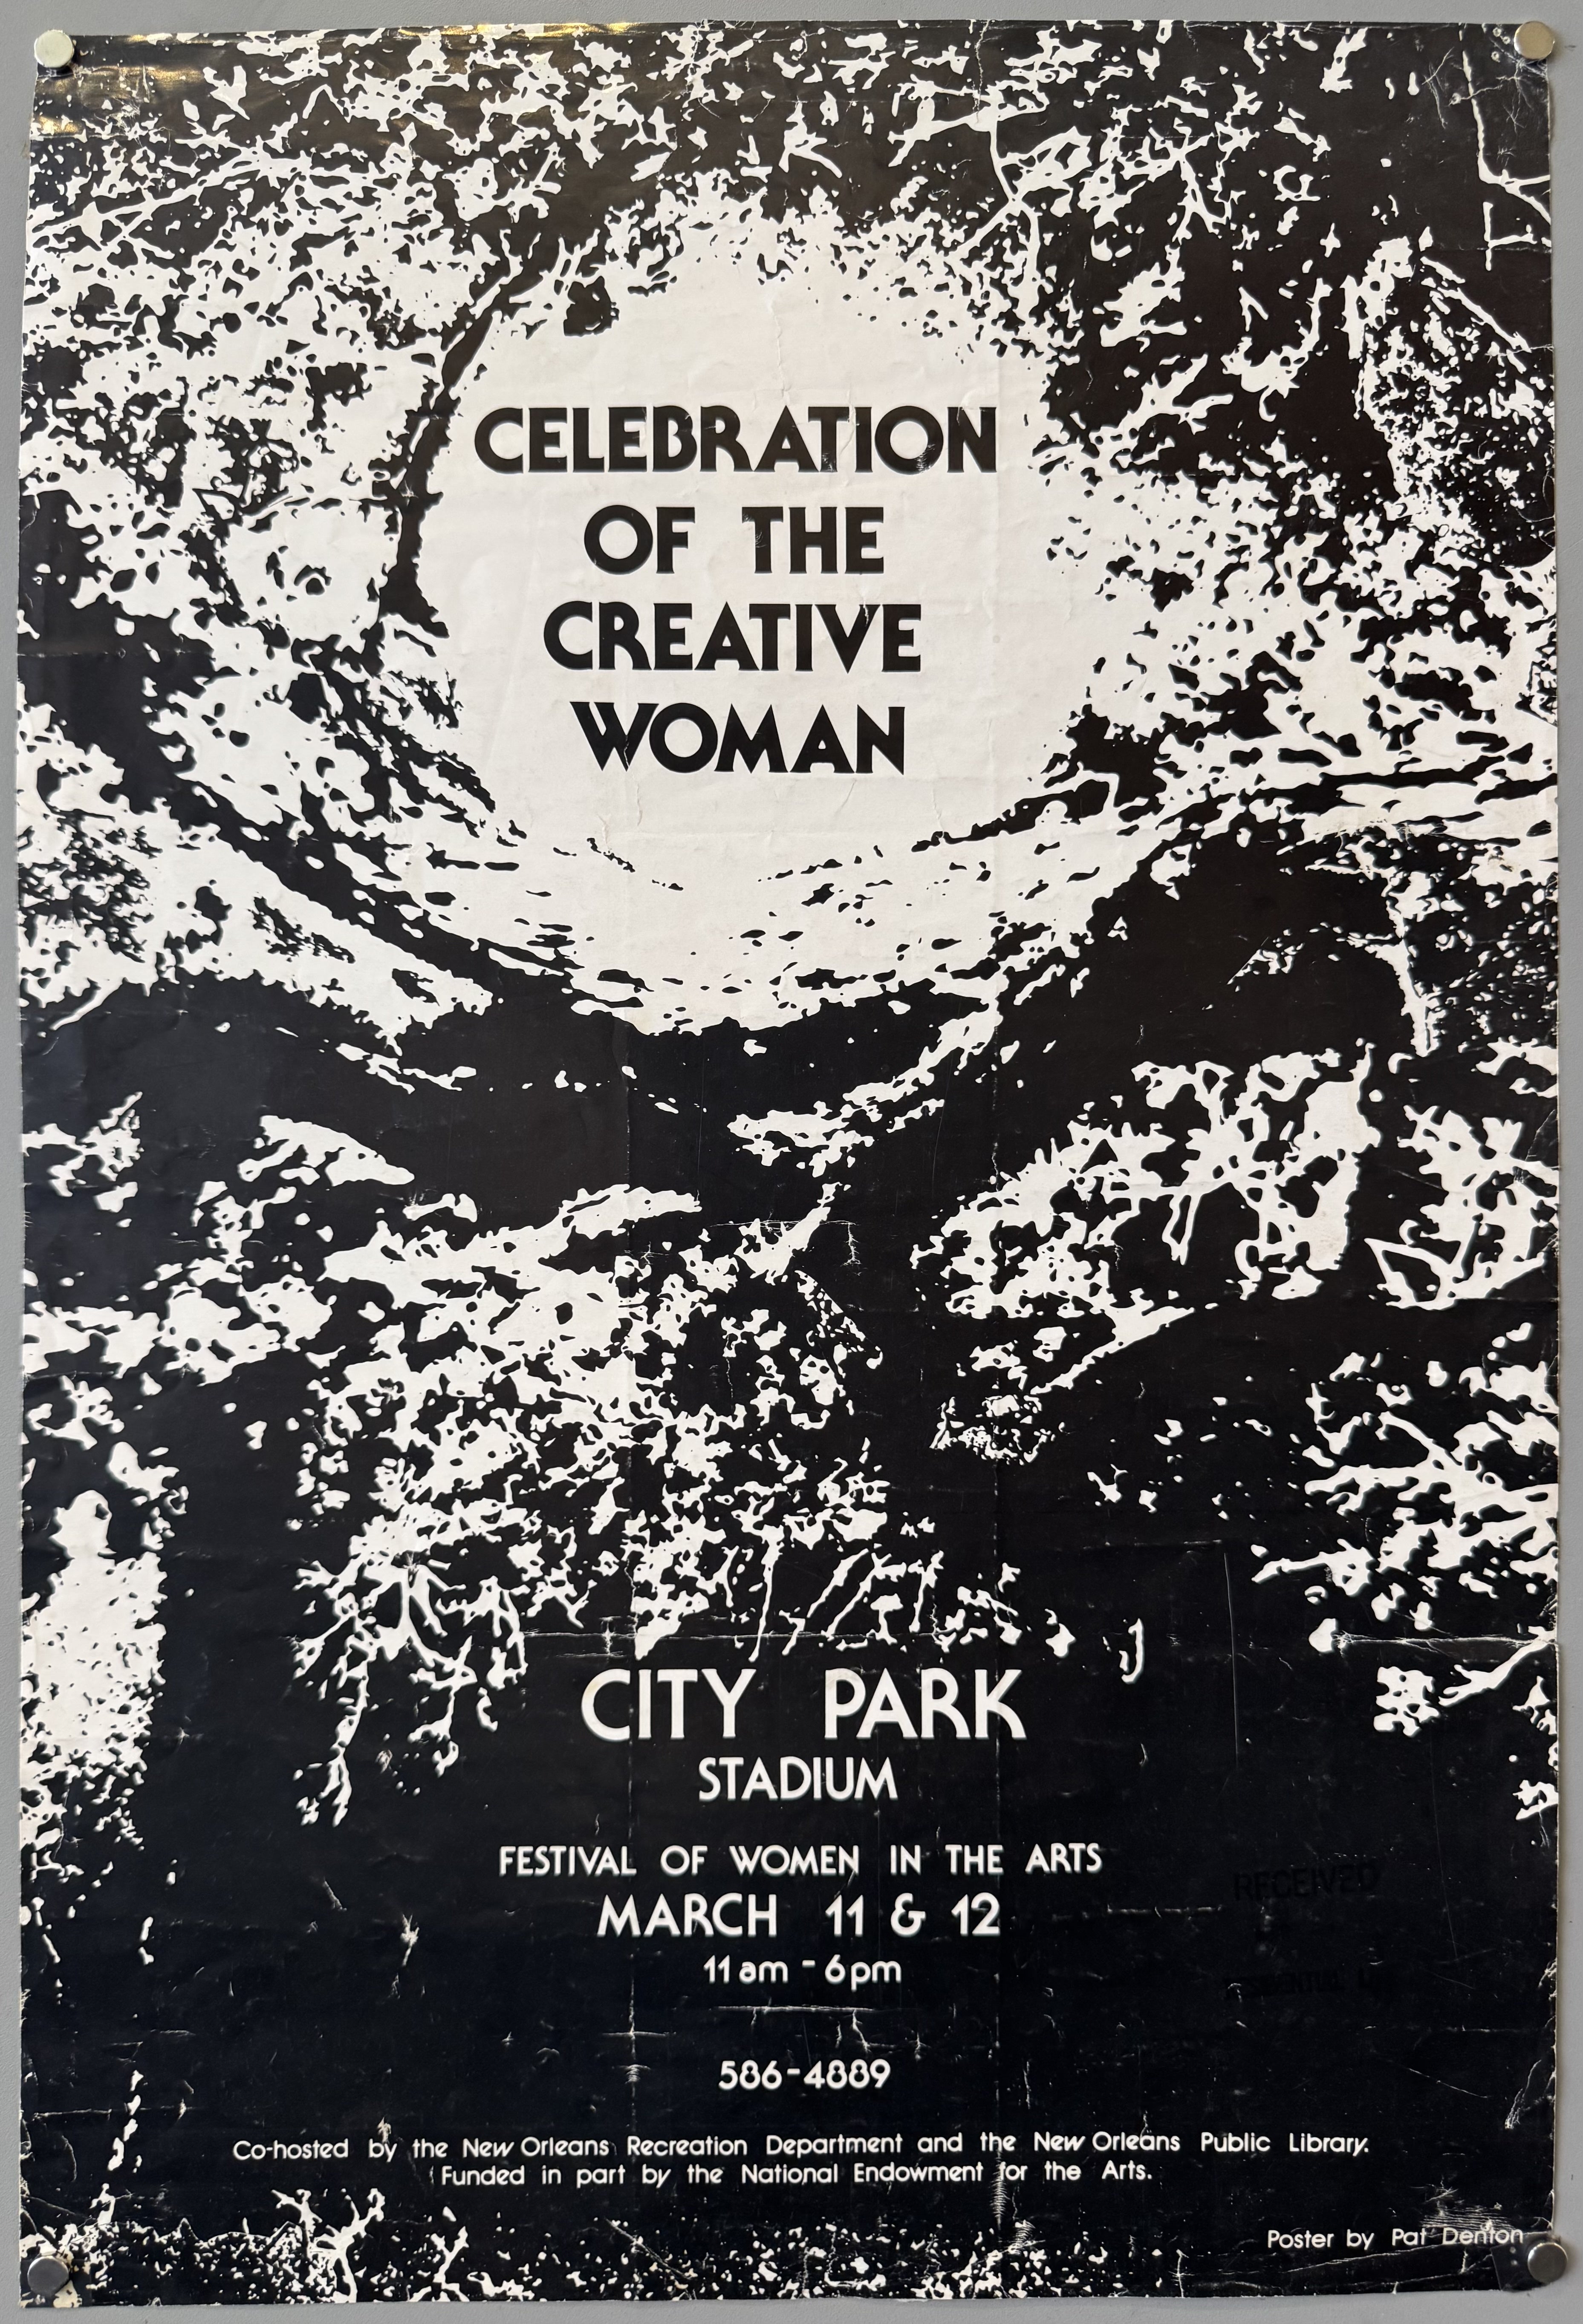 CELEBRATION
OF THE
CREATIVE
WOMAN
CITY PARK
STADIUM
FESTIVAL OF WOMEN IN THE ARTS
MARCH 11 & 12
11am - 6pm
586-4889
Co-hosted by the New Orleans Recreation Department and the New Orleans Public Library.
Funded in part by the National Endowment for the Arts.
Poster by Pat Denton
RECEIVED